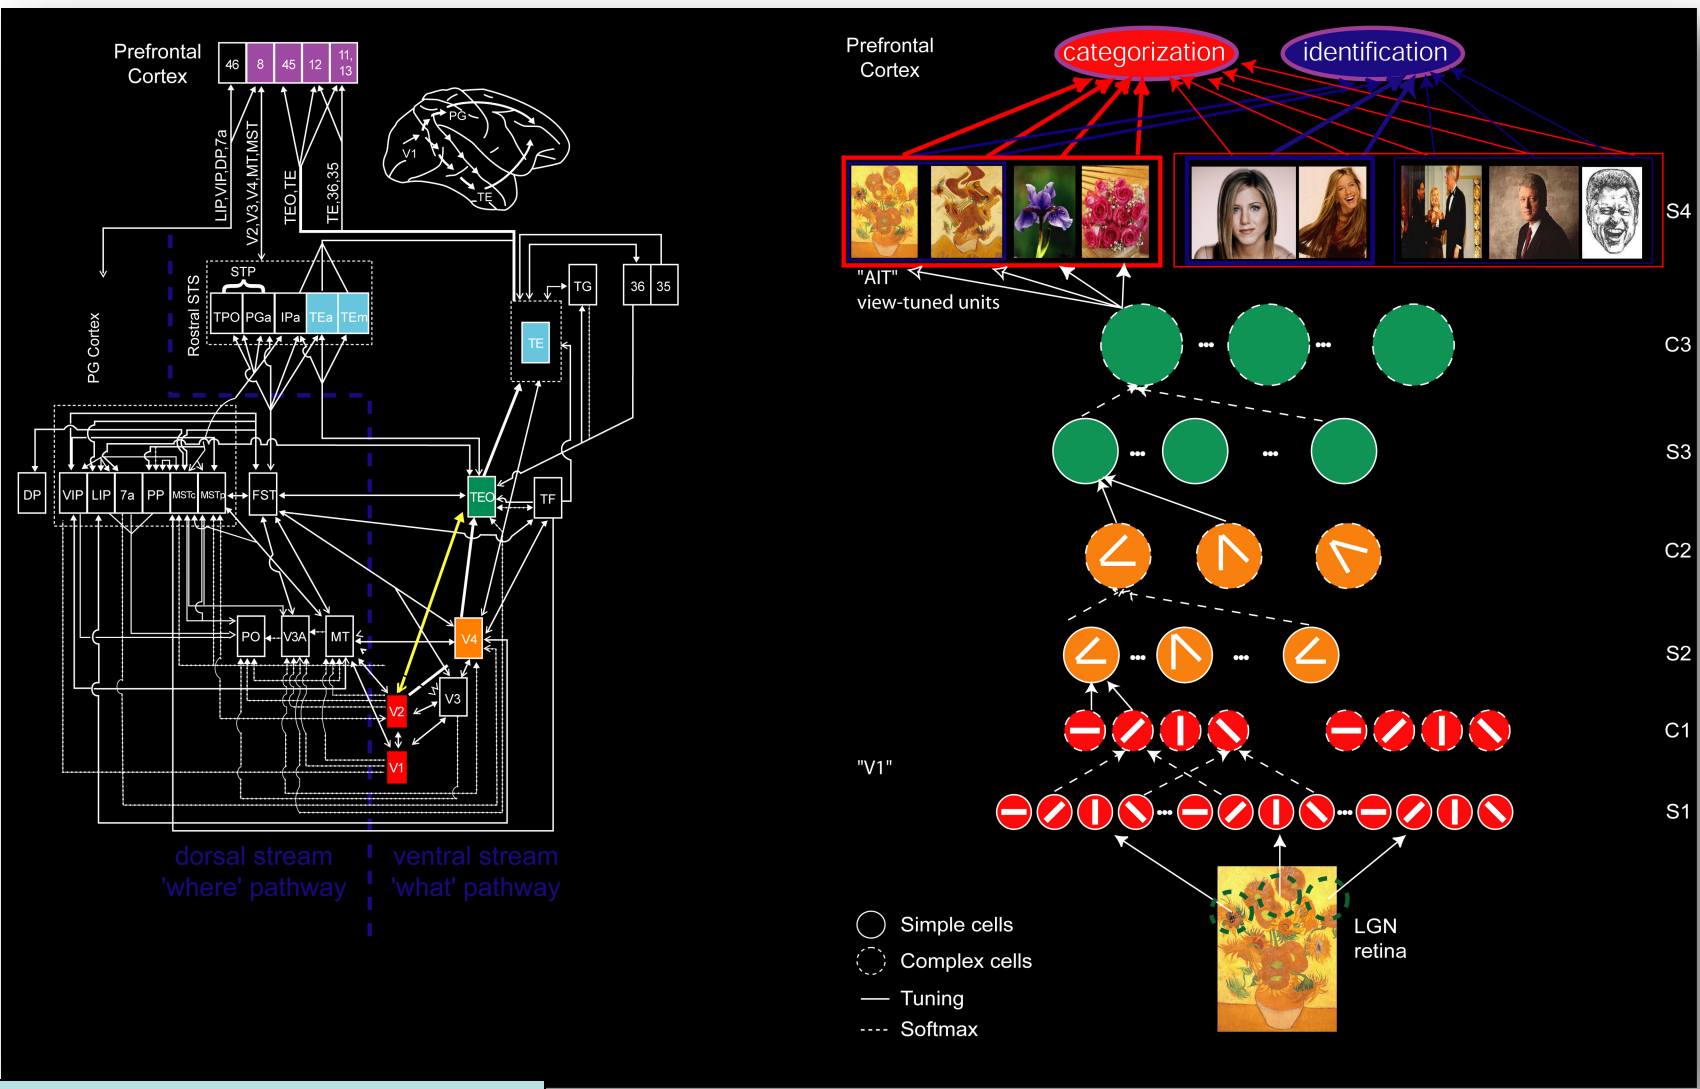 Prefrontal
Cortex
46
8
45
12
11,
13
LIP,VIP,DP,7a
V2,V3,V4,MT,MST
TEO,TE
TE,36,35
PG
V1
TE
STP
Rostral STS
TPO
PGa
IPa
TEa
TEm
TG
36
35
TE
PG Cortex
DP
VIP
LIP
7a
PP
MSTc
MSTp
FST
TEO
TF
PO
V3A
MT
V4
V3
V2
V1
dorsal stream
'where' pathway
ventral stream
'what' pathway
Prefrontal
Cortex
categorization
identification
S4
"AIT"
view-tuned units
C3
S3
C2
S2
C1
"V1"
S1
LGN
retina
Simple cells
Complex cells
Tuning
Softmax